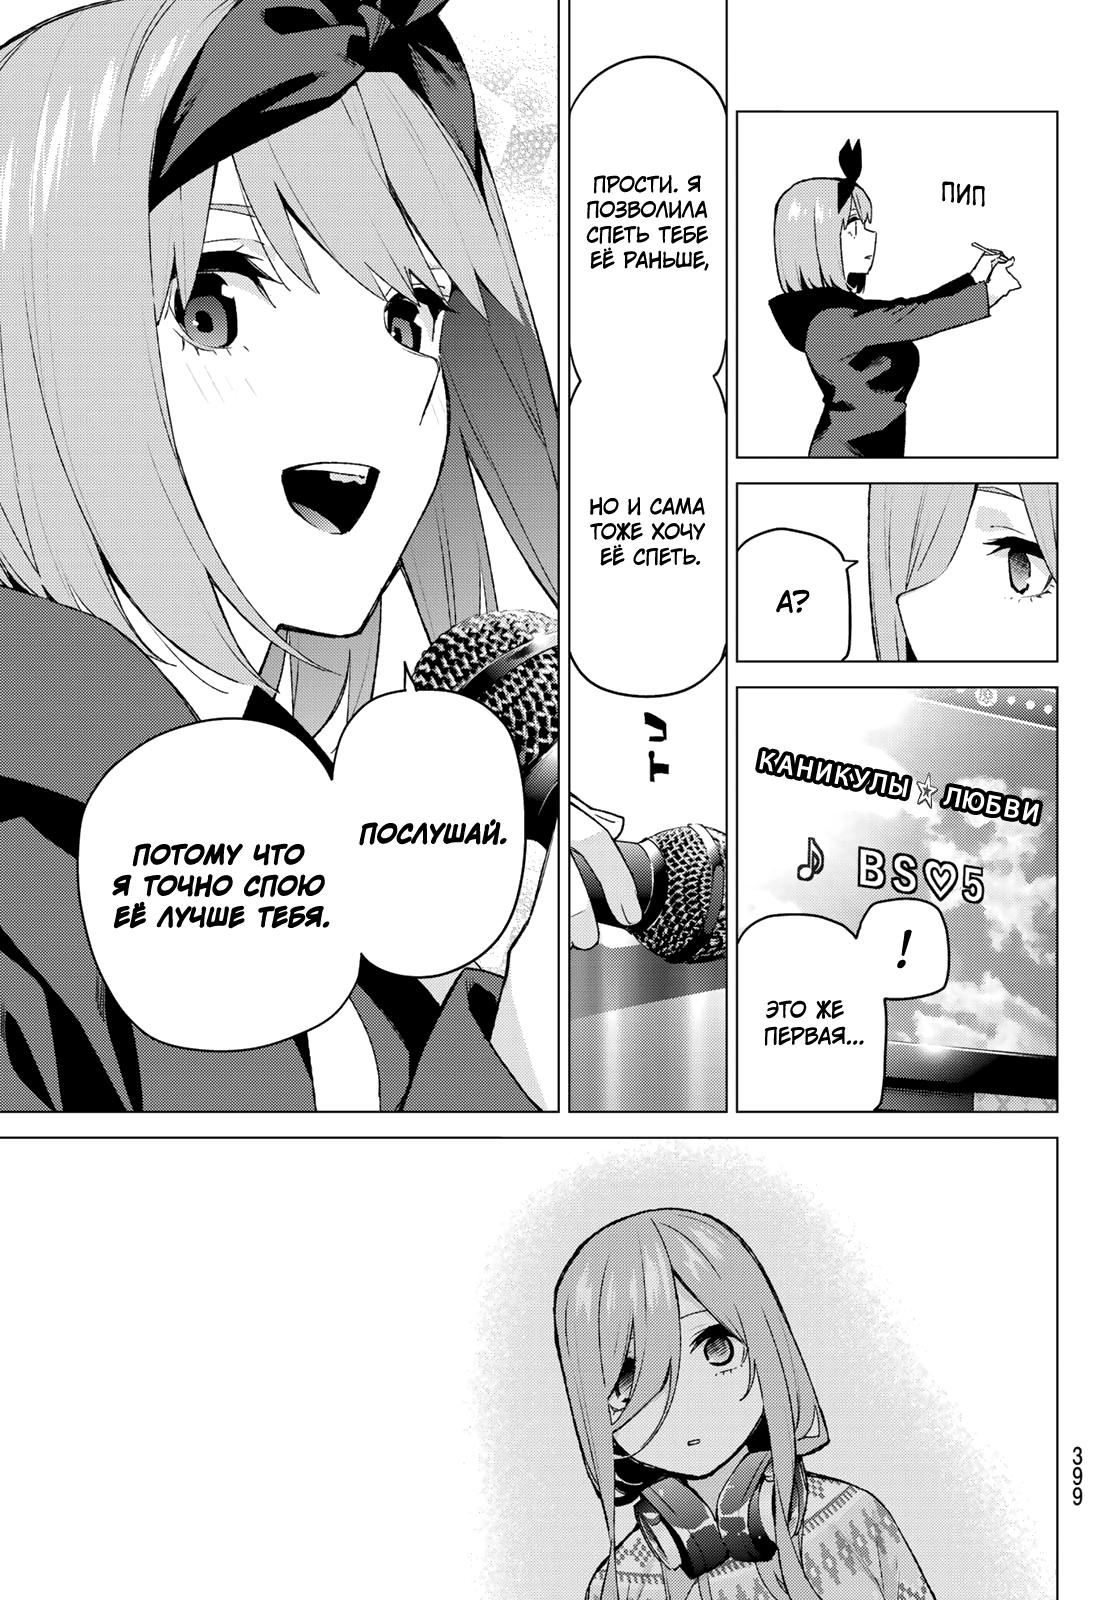 ПИП
А?
КАНИКУЛЫ☆ЛЮБВИ
♪ BS♡5
!
ЭТО ЖЕ
ПЕРВАЯ...
ПРОСТИ. Я
ПОЗВОЛИЛА
СПЕТЬ ТЕБЕ
ЕЁ РАНЬШЕ,
НО И САМА
ТОЖЕ ХОЧУ
ЕЁ СПЕТЬ.
ПОСЛУШАЙ.
ПОТОМУ ЧТО
Я ТОЧНО СПОЮ
ЕЁ ЛУЧШЕ ТЕБЯ.
399